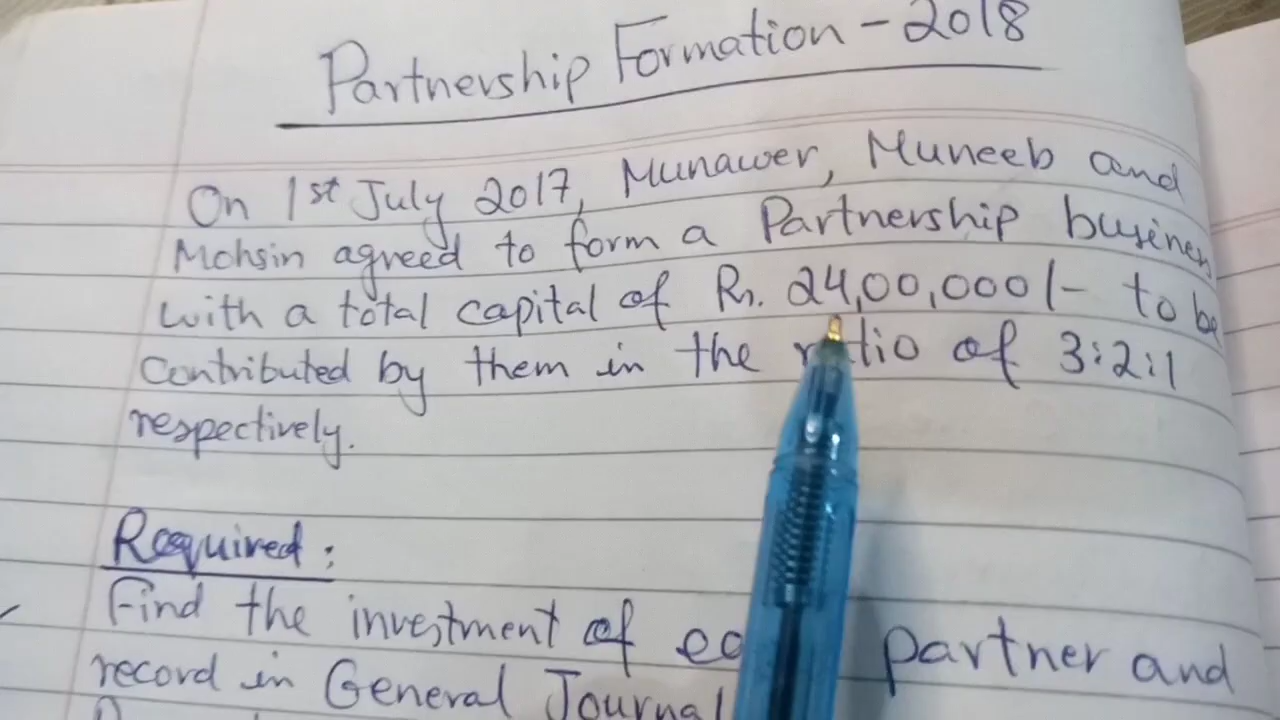 Partnership Formation - 2018
On 1st July 2017, Munawer, Muneeb and
Mohsin agreed to form a Partnership business
with a total capital of Rs. 24,00,000/- to be
contributed by them in the ratio of 3:2:1
respectively.
Required:
Find the investment of partner and
record in General Journal